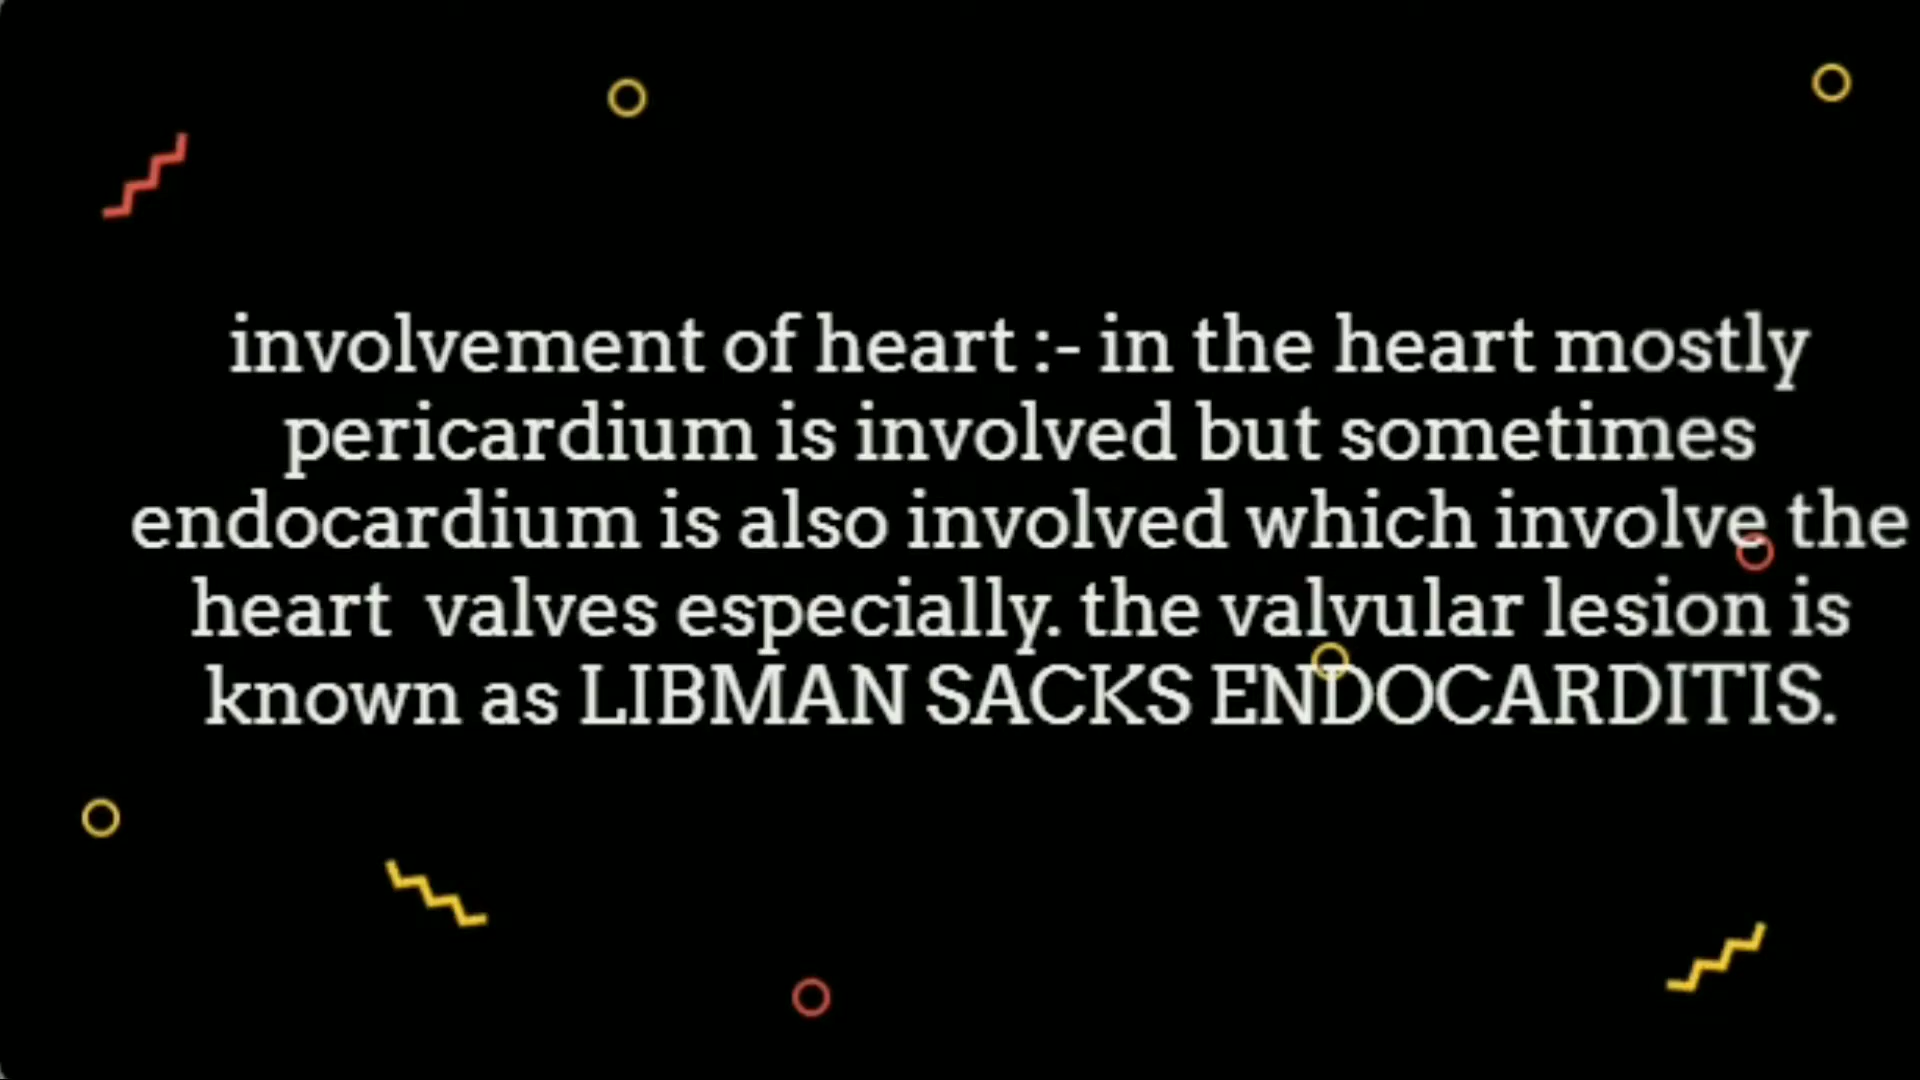 involvement of heart :- in the heart mostly
pericardium is involved but sometimes
endocardium is also involved which involve the
heart  valves especially. the valvular lesion is
known as LIBMAN SACKS ENDOCARDITIS.